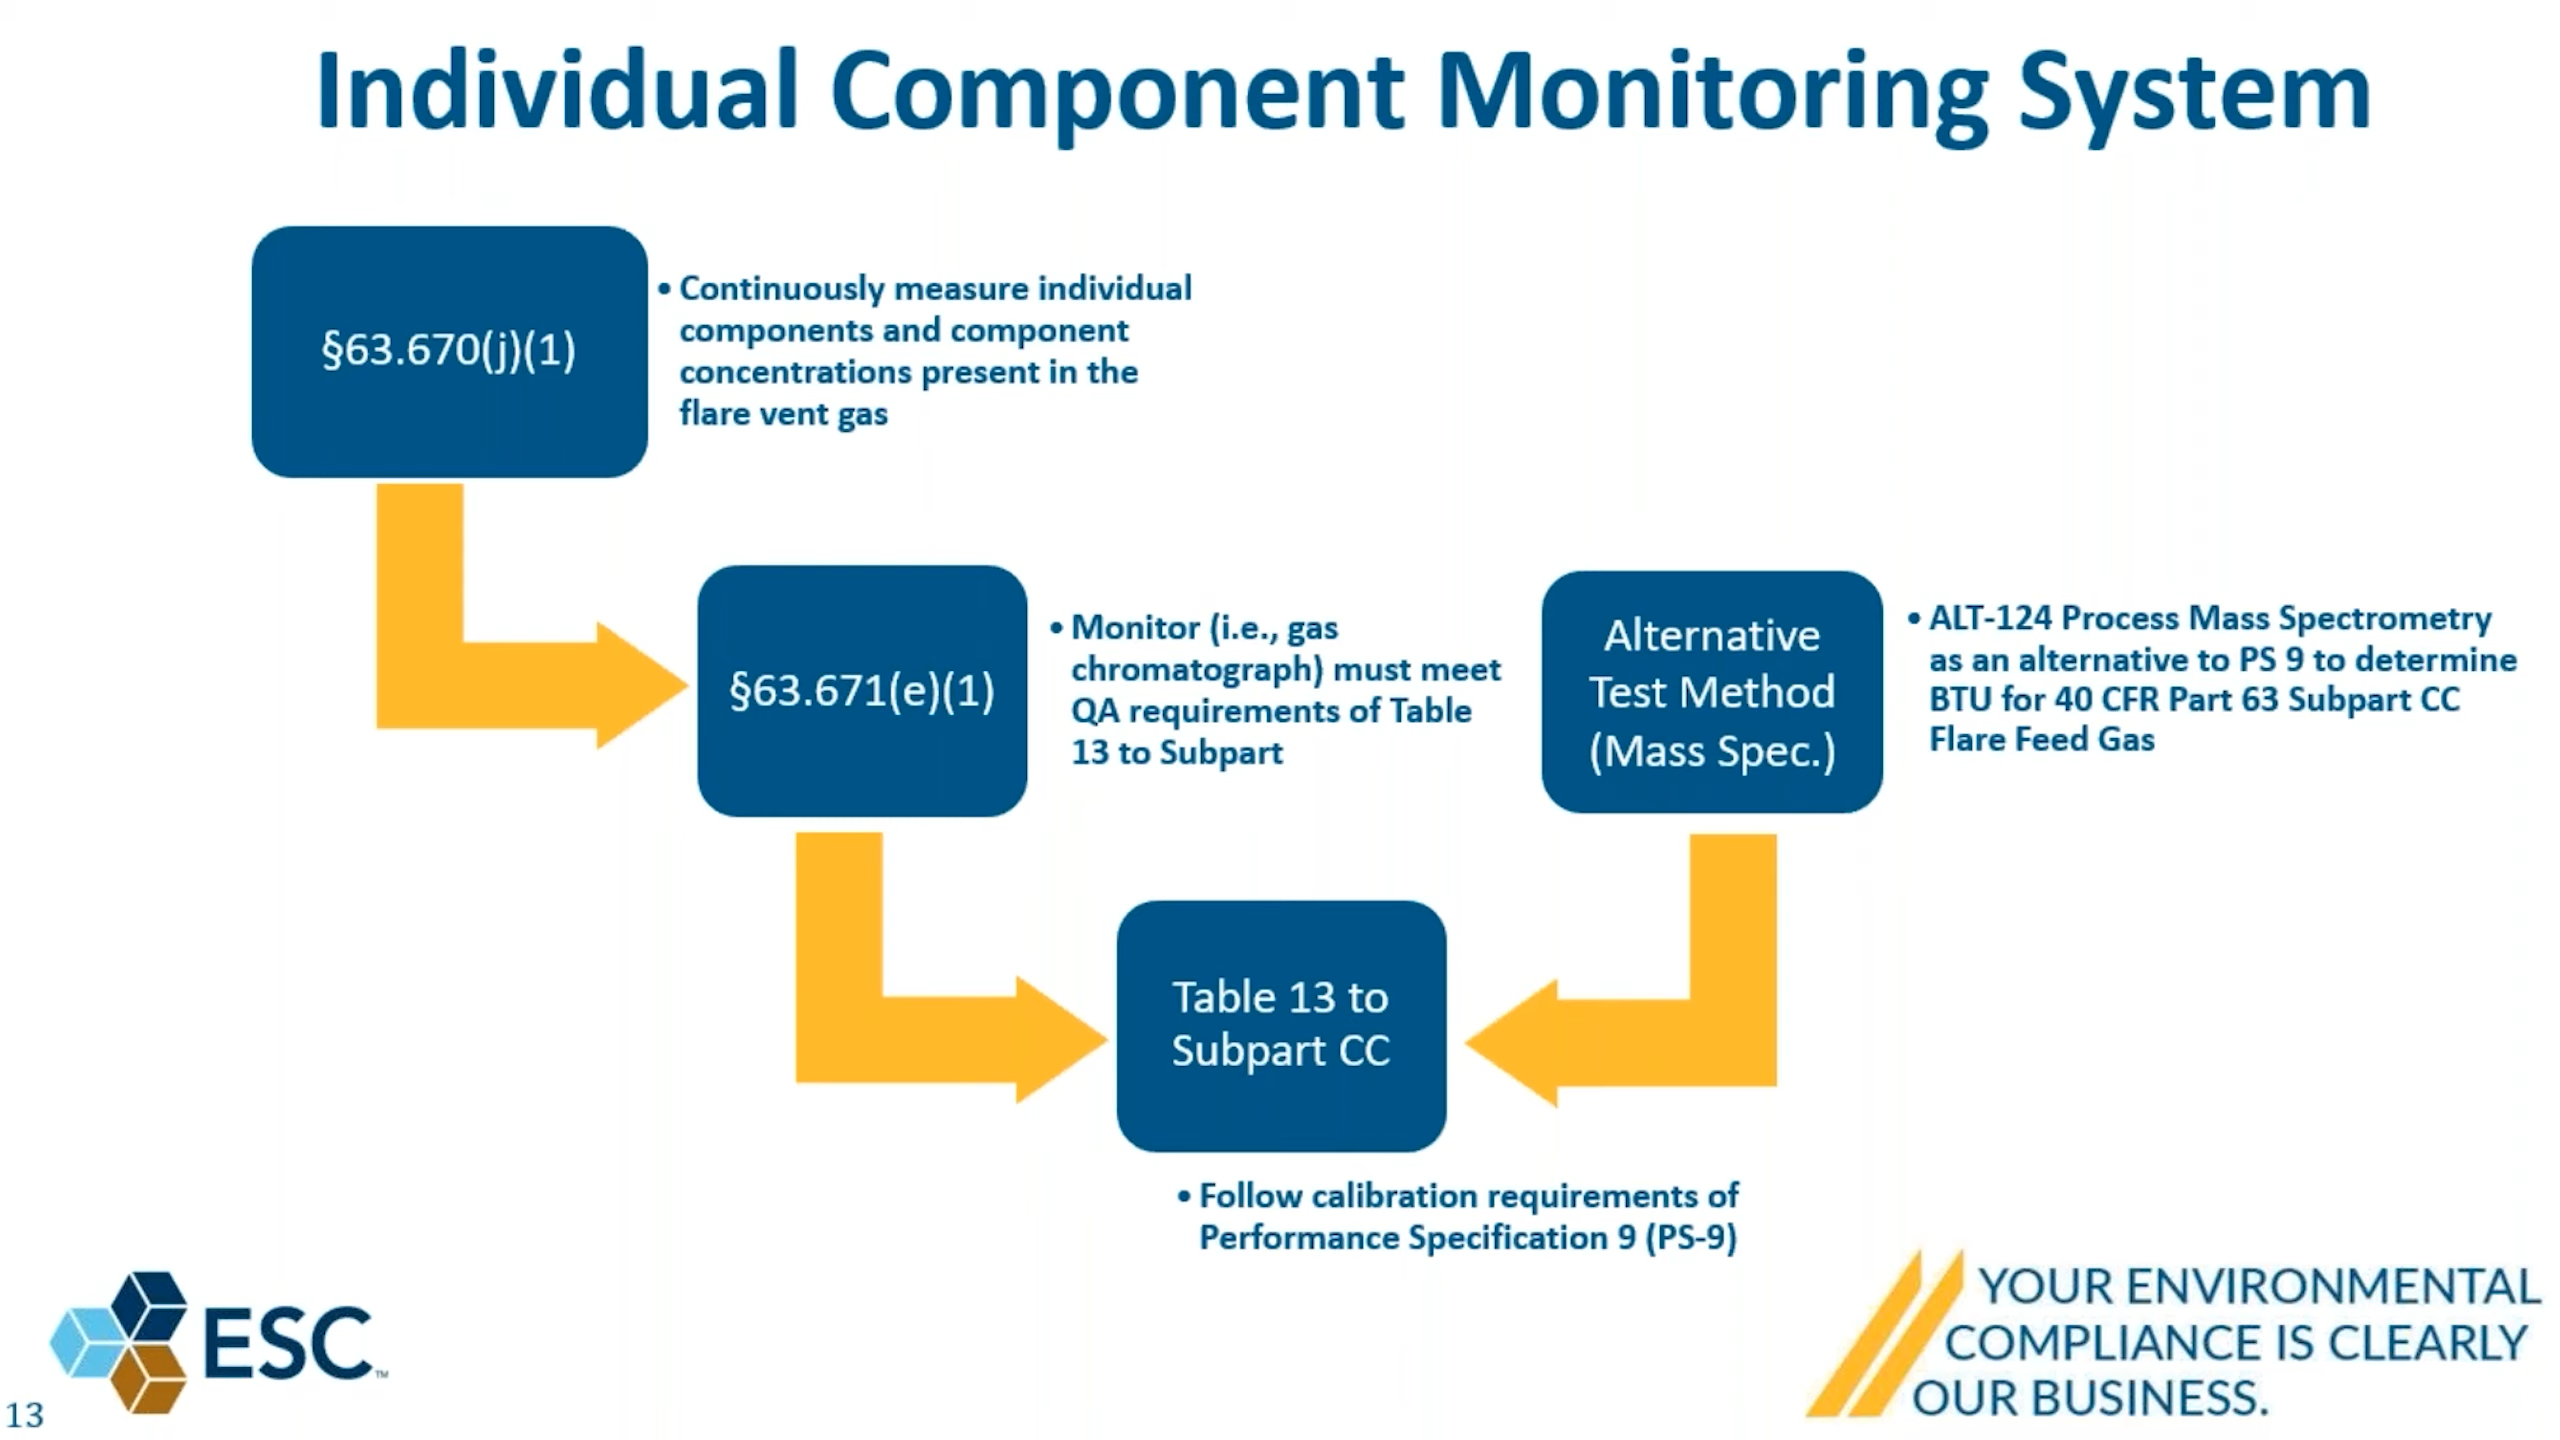 Individual Component Monitoring System
§63.670(j)(1)
• Continuously measure individual
components and component
concentrations present in the
flare vent gas
§63.671(e)(1)
• Monitor (i.e., gas
chromatograph) must meet
QA requirements of Table
13 to Subpart
Alternative
Test Method
(Mass Spec.)
• ALT-124 Process Mass Spectrometry
as an alternative to PS 9 to determine
BTU for 40 CFR Part 63 Subpart CC
Flare Feed Gas
Table 13 to
Subpart CC
• Follow calibration requirements of
Performance Specification 9 (PS-9)
ESC™
YOUR ENVIRONMENTAL
COMPLIANCE IS CLEARLY
OUR BUSINESS.
13